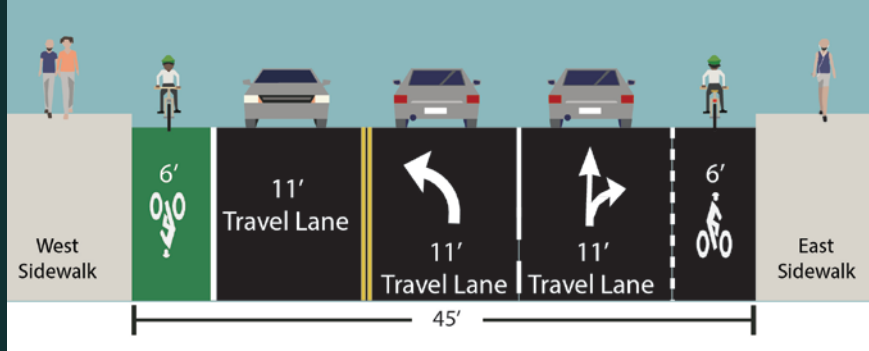 West
Sidewalk
6′
11′
Travel Lane
11′
Travel Lane
11′
Travel Lane
6′
East
Sidewalk
45′